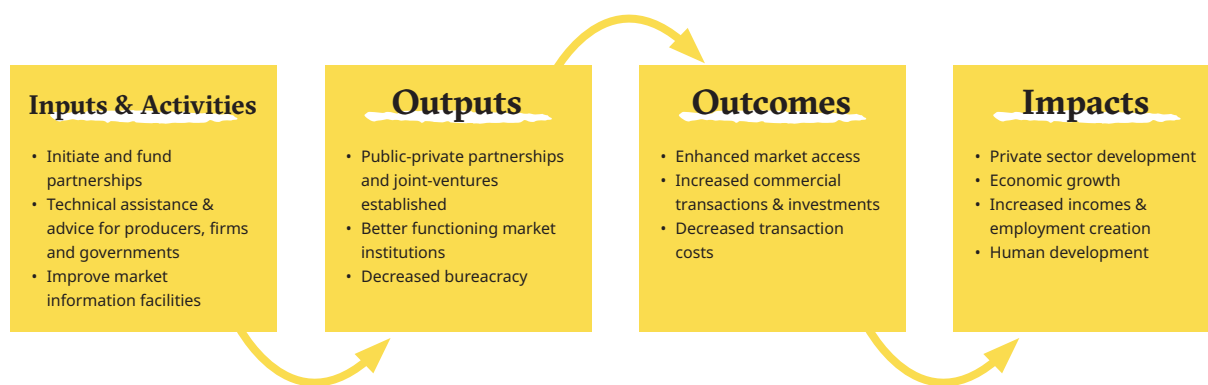 Inputs & Activities
• Initiate and fund
partnerships
• Technical assistance &
advice for producers, firms
and governments
• Improve market
information facilities
Outputs
• Public-private partnerships
and joint-ventures
established
• Better functioning market
institutions
• Decreased bureacracy
Outcomes
• Enhanced market access
• Increased commercial
transactions & investments
• Decreased transaction
costs
Impacts
• Private sector development
• Economic growth
• Increased incomes &
employment creation
• Human development